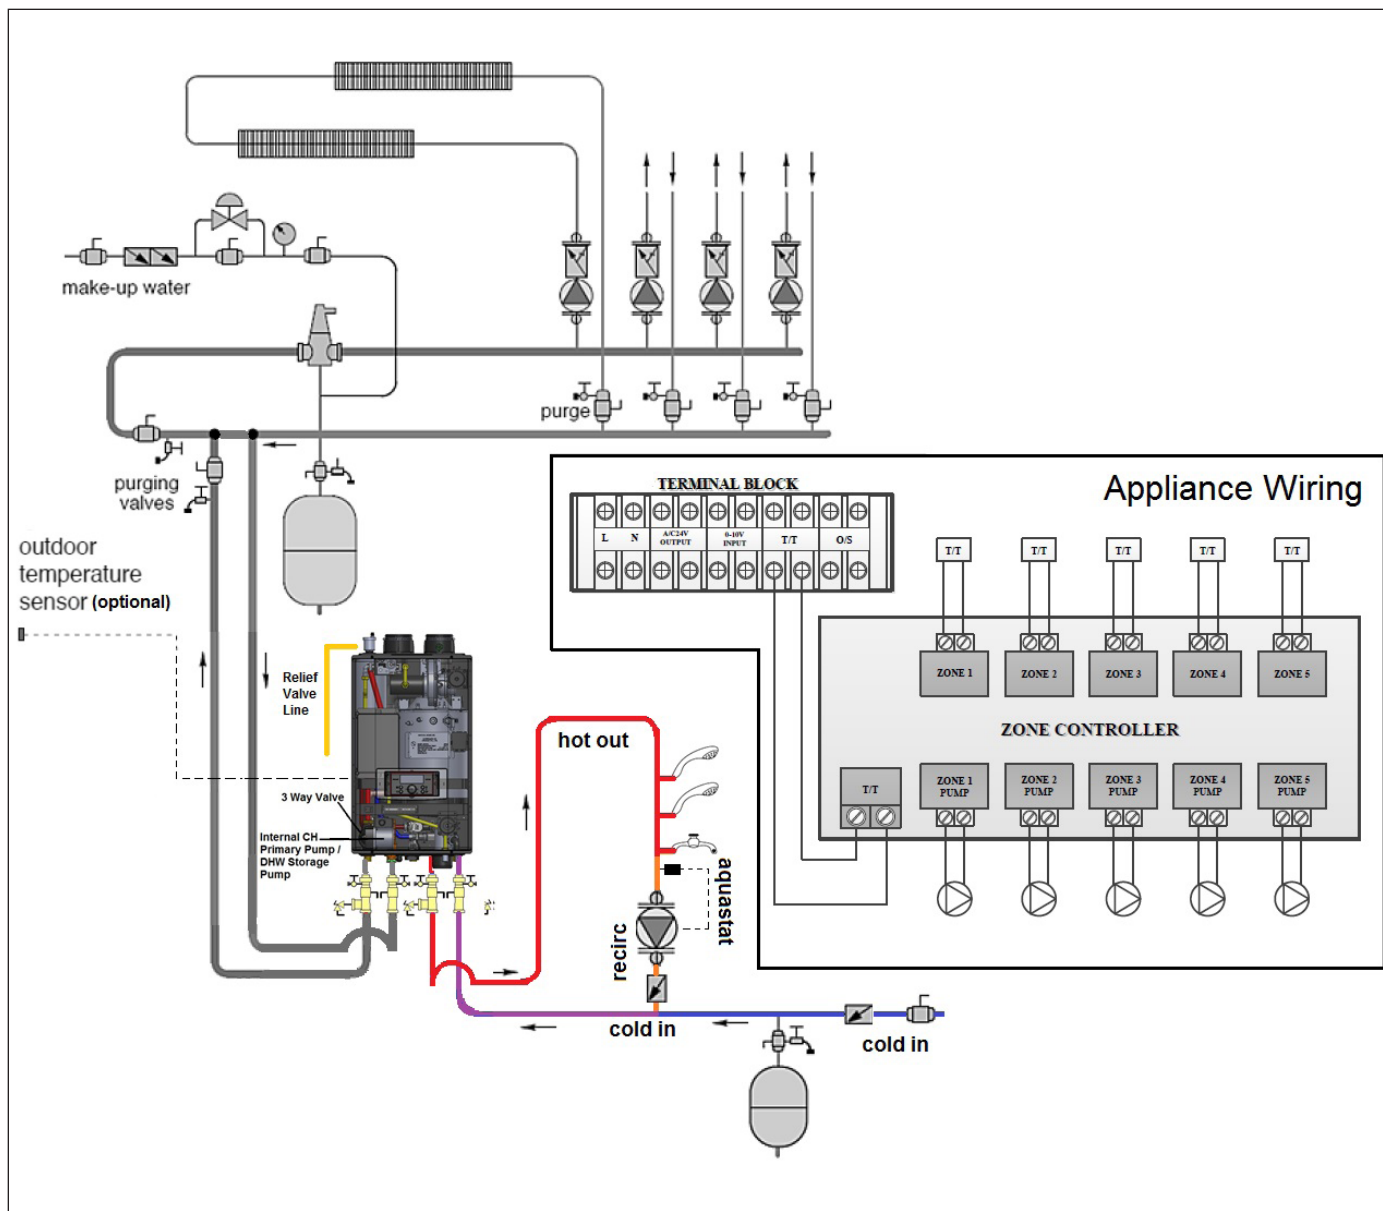 make-up water
purge
purging
valves
outdoor
temperature
sensor (optional)
Relief
Valve
Line
3 Way Valve
Internal CH
Primary Pump /
DHW Storage
Pump
hot out
aquastat
recirc
cold in
cold in
Appliance Wiring
TERMINAL BLOCK
L N A/C24V 0-10V T/T O/S
OUTPUT INPUT
T/T T/T T/T T/T T/T
ZONE 1 ZONE 2 ZONE 3 ZONE 4 ZONE 5
ZONE CONTROLLER
T/T
ZONE 1 ZONE 2 ZONE 3 ZONE 4 ZONE 5
PUMP PUMP PUMP PUMP PUMP